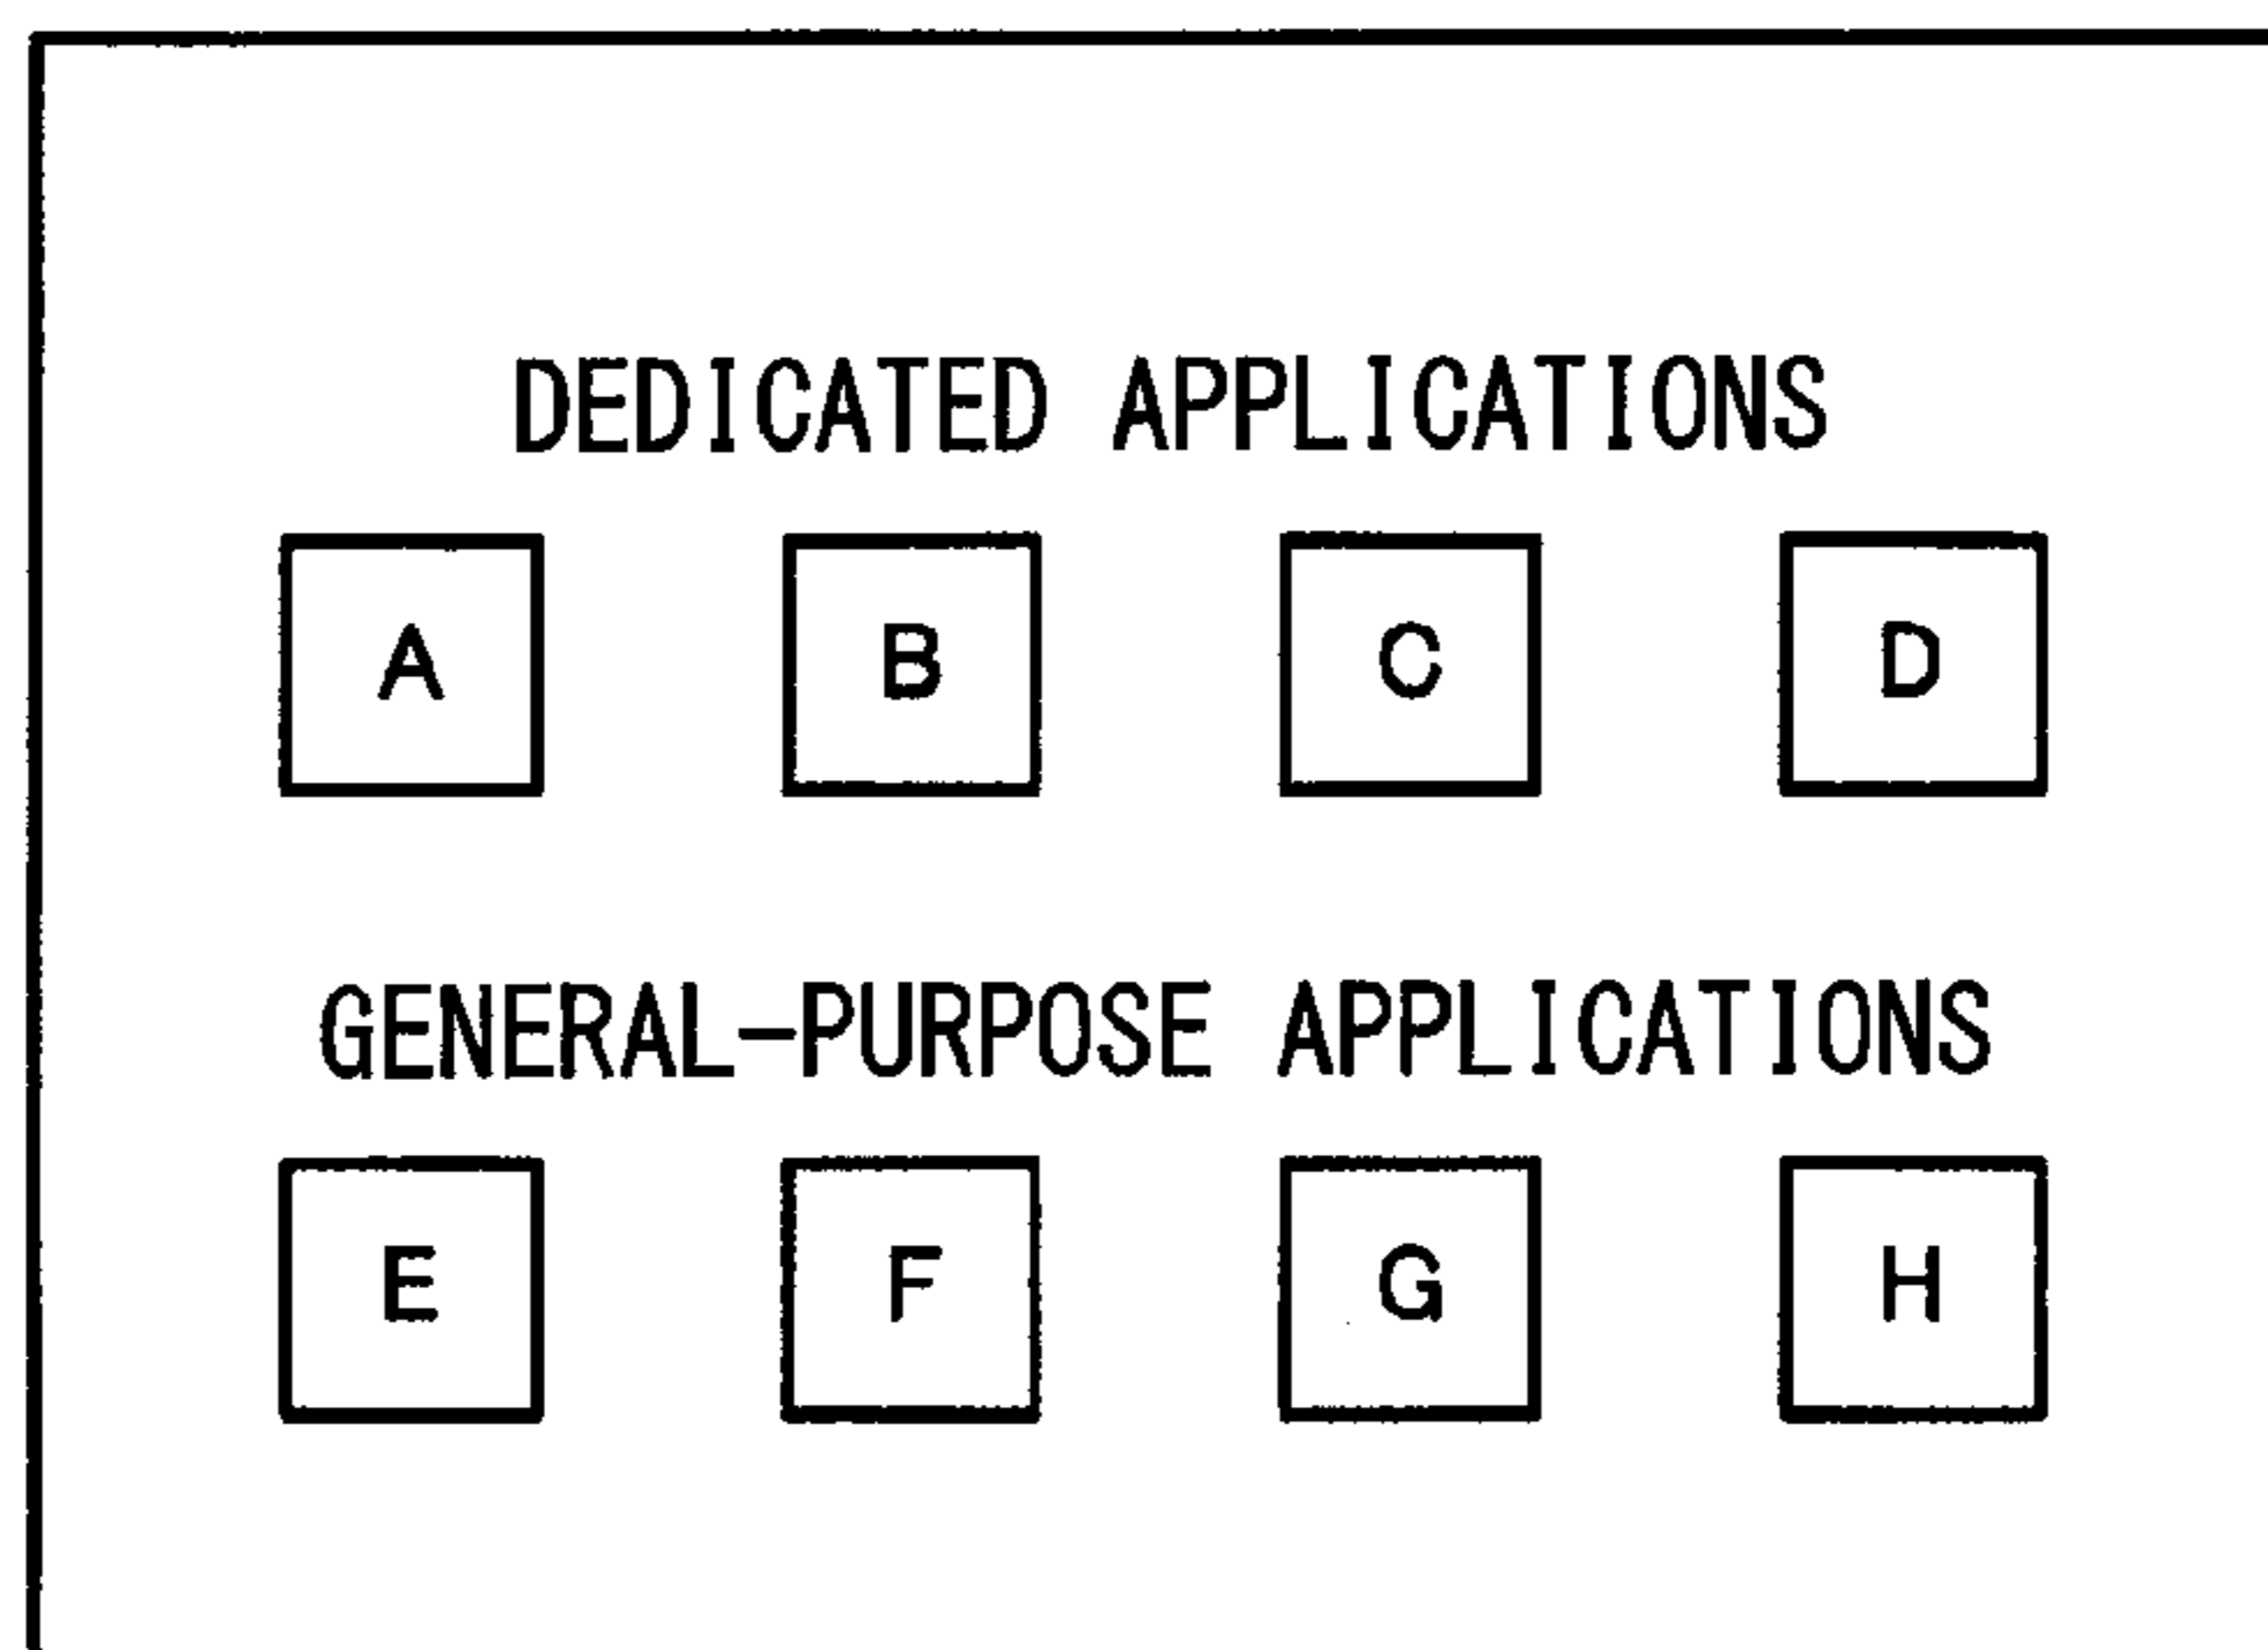 DEDICATED APPLICATIONS
A B C D
GENERAL-PURPOSE APPLICATIONS
E F G H